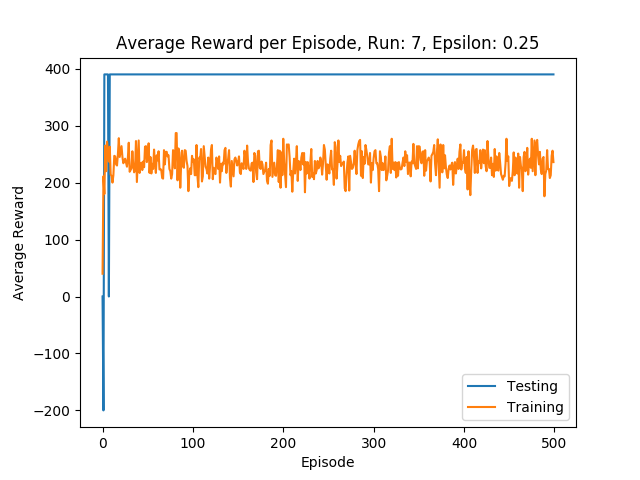 Average Reward per Episode, Run: 7, Epsilon: 0.25
Average Reward
400
300
200
100
0
−100
−200
0 100 200 300 400 500
Episode
Testing
Training